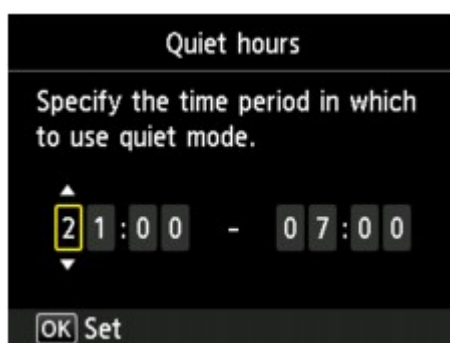 Quiet hours
Specify the time period in which
to use quiet mode.
21:00 - 07:00
OK Set